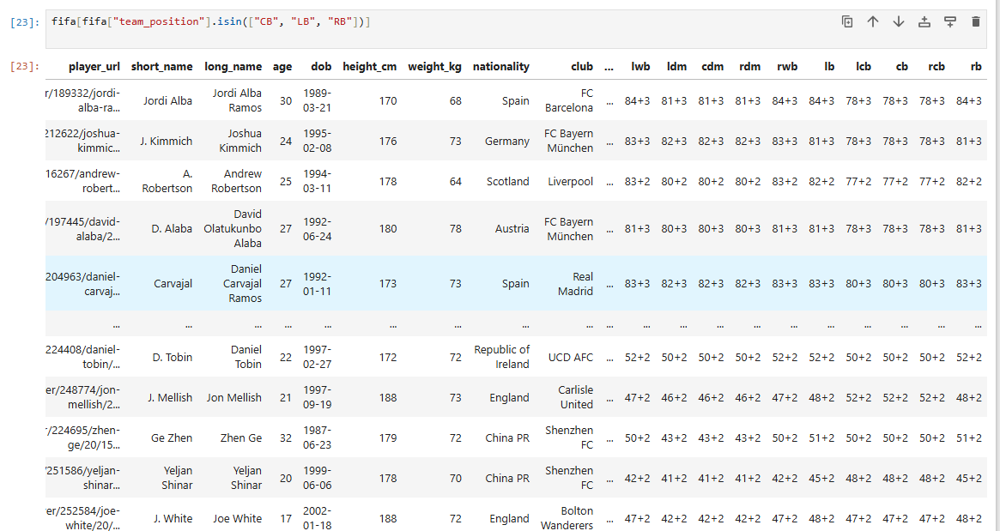 [23]: fifa[fifa["team_position"].isin(["CB", "LB", "RB"])]
[23]: player_url short_name long_name age dob height_cm weight_kg nationality club ... lwb ldm cdm rdm rwb lb lcb cb rcb rb
r/189332/jordi-alba-ra... Jordi Alba Jordi Alba Ramos 30 1989-03-21 170 68 Spain FC Barcelona ... 84+3 81+3 81+3 81+3 84+3 84+3 78+3 78+3 78+3 84+3
212622/joshua-kimmic... J. Kimmich Joshua Kimmich 24 1995-02-08 176 73 Germany FC Bayern München ... 83+3 82+3 82+3 82+3 83+3 81+3 78+3 78+3 78+3 81+3
16267/andrew-robert... A. Robertson Andrew Robertson 25 1994-03-11 178 64 Scotland Liverpool ... 83+2 80+2 80+2 80+2 83+2 82+2 77+2 77+2 77+2 82+2
/197445/david-alaba/2... D. Alaba David Olatukunbo Alaba 27 1992-06-24 180 78 Austria FC Bayern München ... 81+3 80+3 80+3 80+3 81+3 81+3 78+3 78+3 78+3 81+3
204963/daniel-carvaj... Carvajal Daniel Carvajal Ramos 27 1992-01-11 173 73 Spain Real Madrid ... 83+3 82+3 82+3 82+3 83+3 83+3 80+3 80+3 80+3 83+3
... ... ... ... ... ... ... ... ... ... ... ... ... ... ... ... ... ... ... ...
224408/daniel-tobin/... D. Tobin Daniel Tobin 22 1997-02-27 172 72 Republic of Ireland UCD AFC ... 52+2 50+2 50+2 50+2 52+2 52+2 50+2 50+2 50+2 52+2
er/248774/jon-mellish/2... J. Mellish Jon Mellish 21 1997-09-19 188 73 England Carlisle United ... 47+2 46+2 46+2 46+2 47+2 48+2 52+2 52+2 52+2 48+2
r/224695/zhen-ge/20/15... Ge Zhen Zhen Ge 32 1987-06-23 179 72 China PR Shenzhen FC ... 50+2 43+2 43+2 43+2 50+2 51+2 50+2 50+2 50+2 51+2
/251586/yeljan-shinar... Yeljan Shinar Yeljan Shinar 20 1999-06-06 178 70 China PR Shenzhen FC ... 42+2 41+2 41+2 41+2 42+2 45+2 48+2 48+2 48+2 45+2
er/252584/joe-white/20/... J. White Joe White 17 2002-01-18 188 72 England Bolton Wanderers ... 47+2 42+2 42+2 42+2 47+2 48+2 47+2 47+2 47+2 48+2